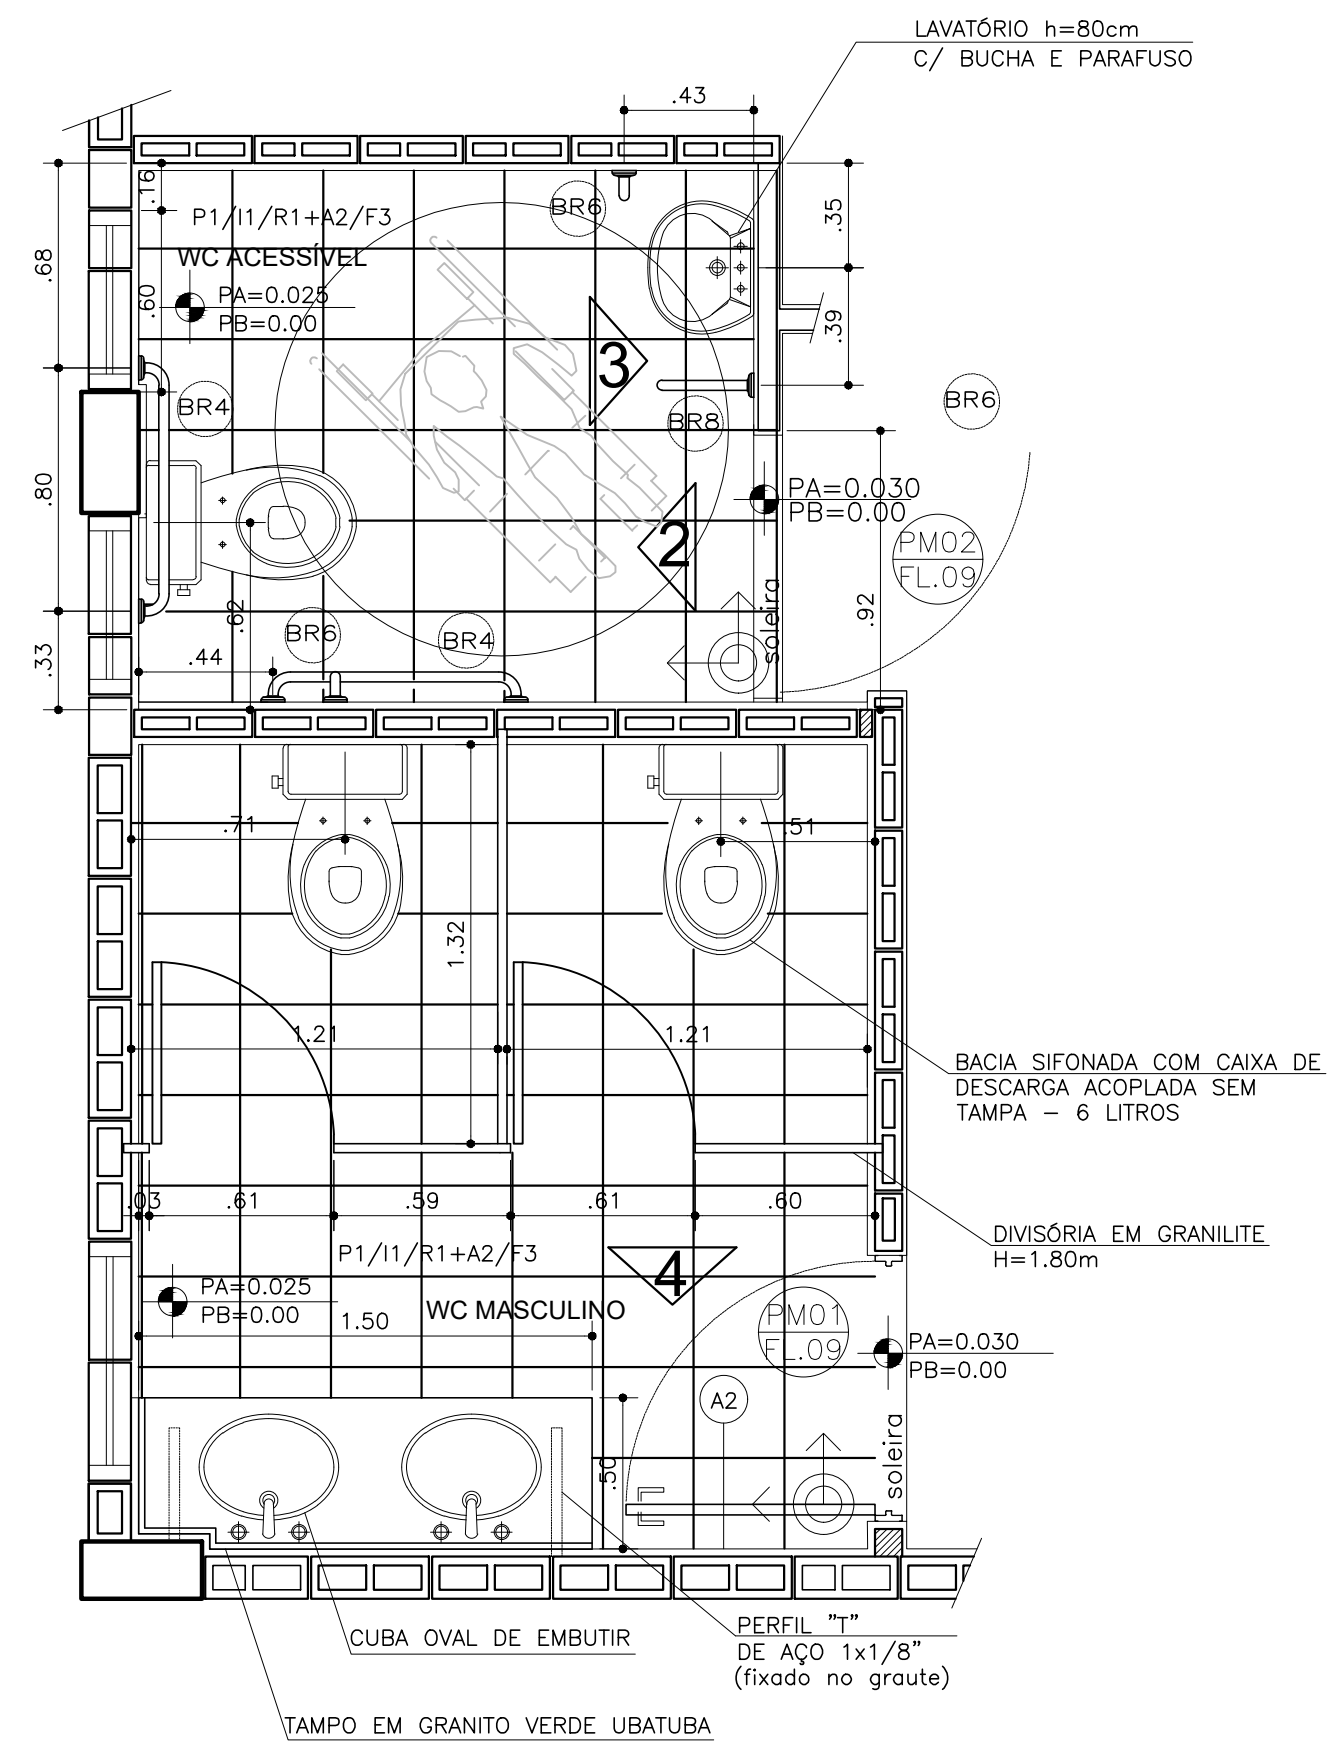 LAVATÓRIO h=80cm
C/ BUCHA E PARAFUSO
.43
.16
P1/I1/R1+A2/F3
BR6
.35
WC ACESSÍVEL
.68
.60
PA=0.025
PB=0.00
.39
3
BR4
BR8
BR6
.80
PA=0.030
PB=0.00
PM02
FL.09
2
.62
.92
soleira
BR6
BR4
.44
.33
.71
.51
1.32
1.21
1.21
BACIA SIFONADA COM CAIXA DE
DESCARGA ACOPLADA SEM
TAMPA – 6 LITROS
.03
.61
.59
.61
.60
DIVISÓRIA EM GRANILITE
H=1.80m
P1/I1/R1+A2/F3
4
PA=0.025
PB=0.00
WC MASCULINO
1.50
PM01
FL.09
PA=0.030
PB=0.00
A2
soleira
.50
CUBA OVAL DE EMBUTIR
PERFIL "T"
DE AÇO 1x1/8"
(fixado no graute)
TAMPO EM GRANITO VERDE UBATUBA